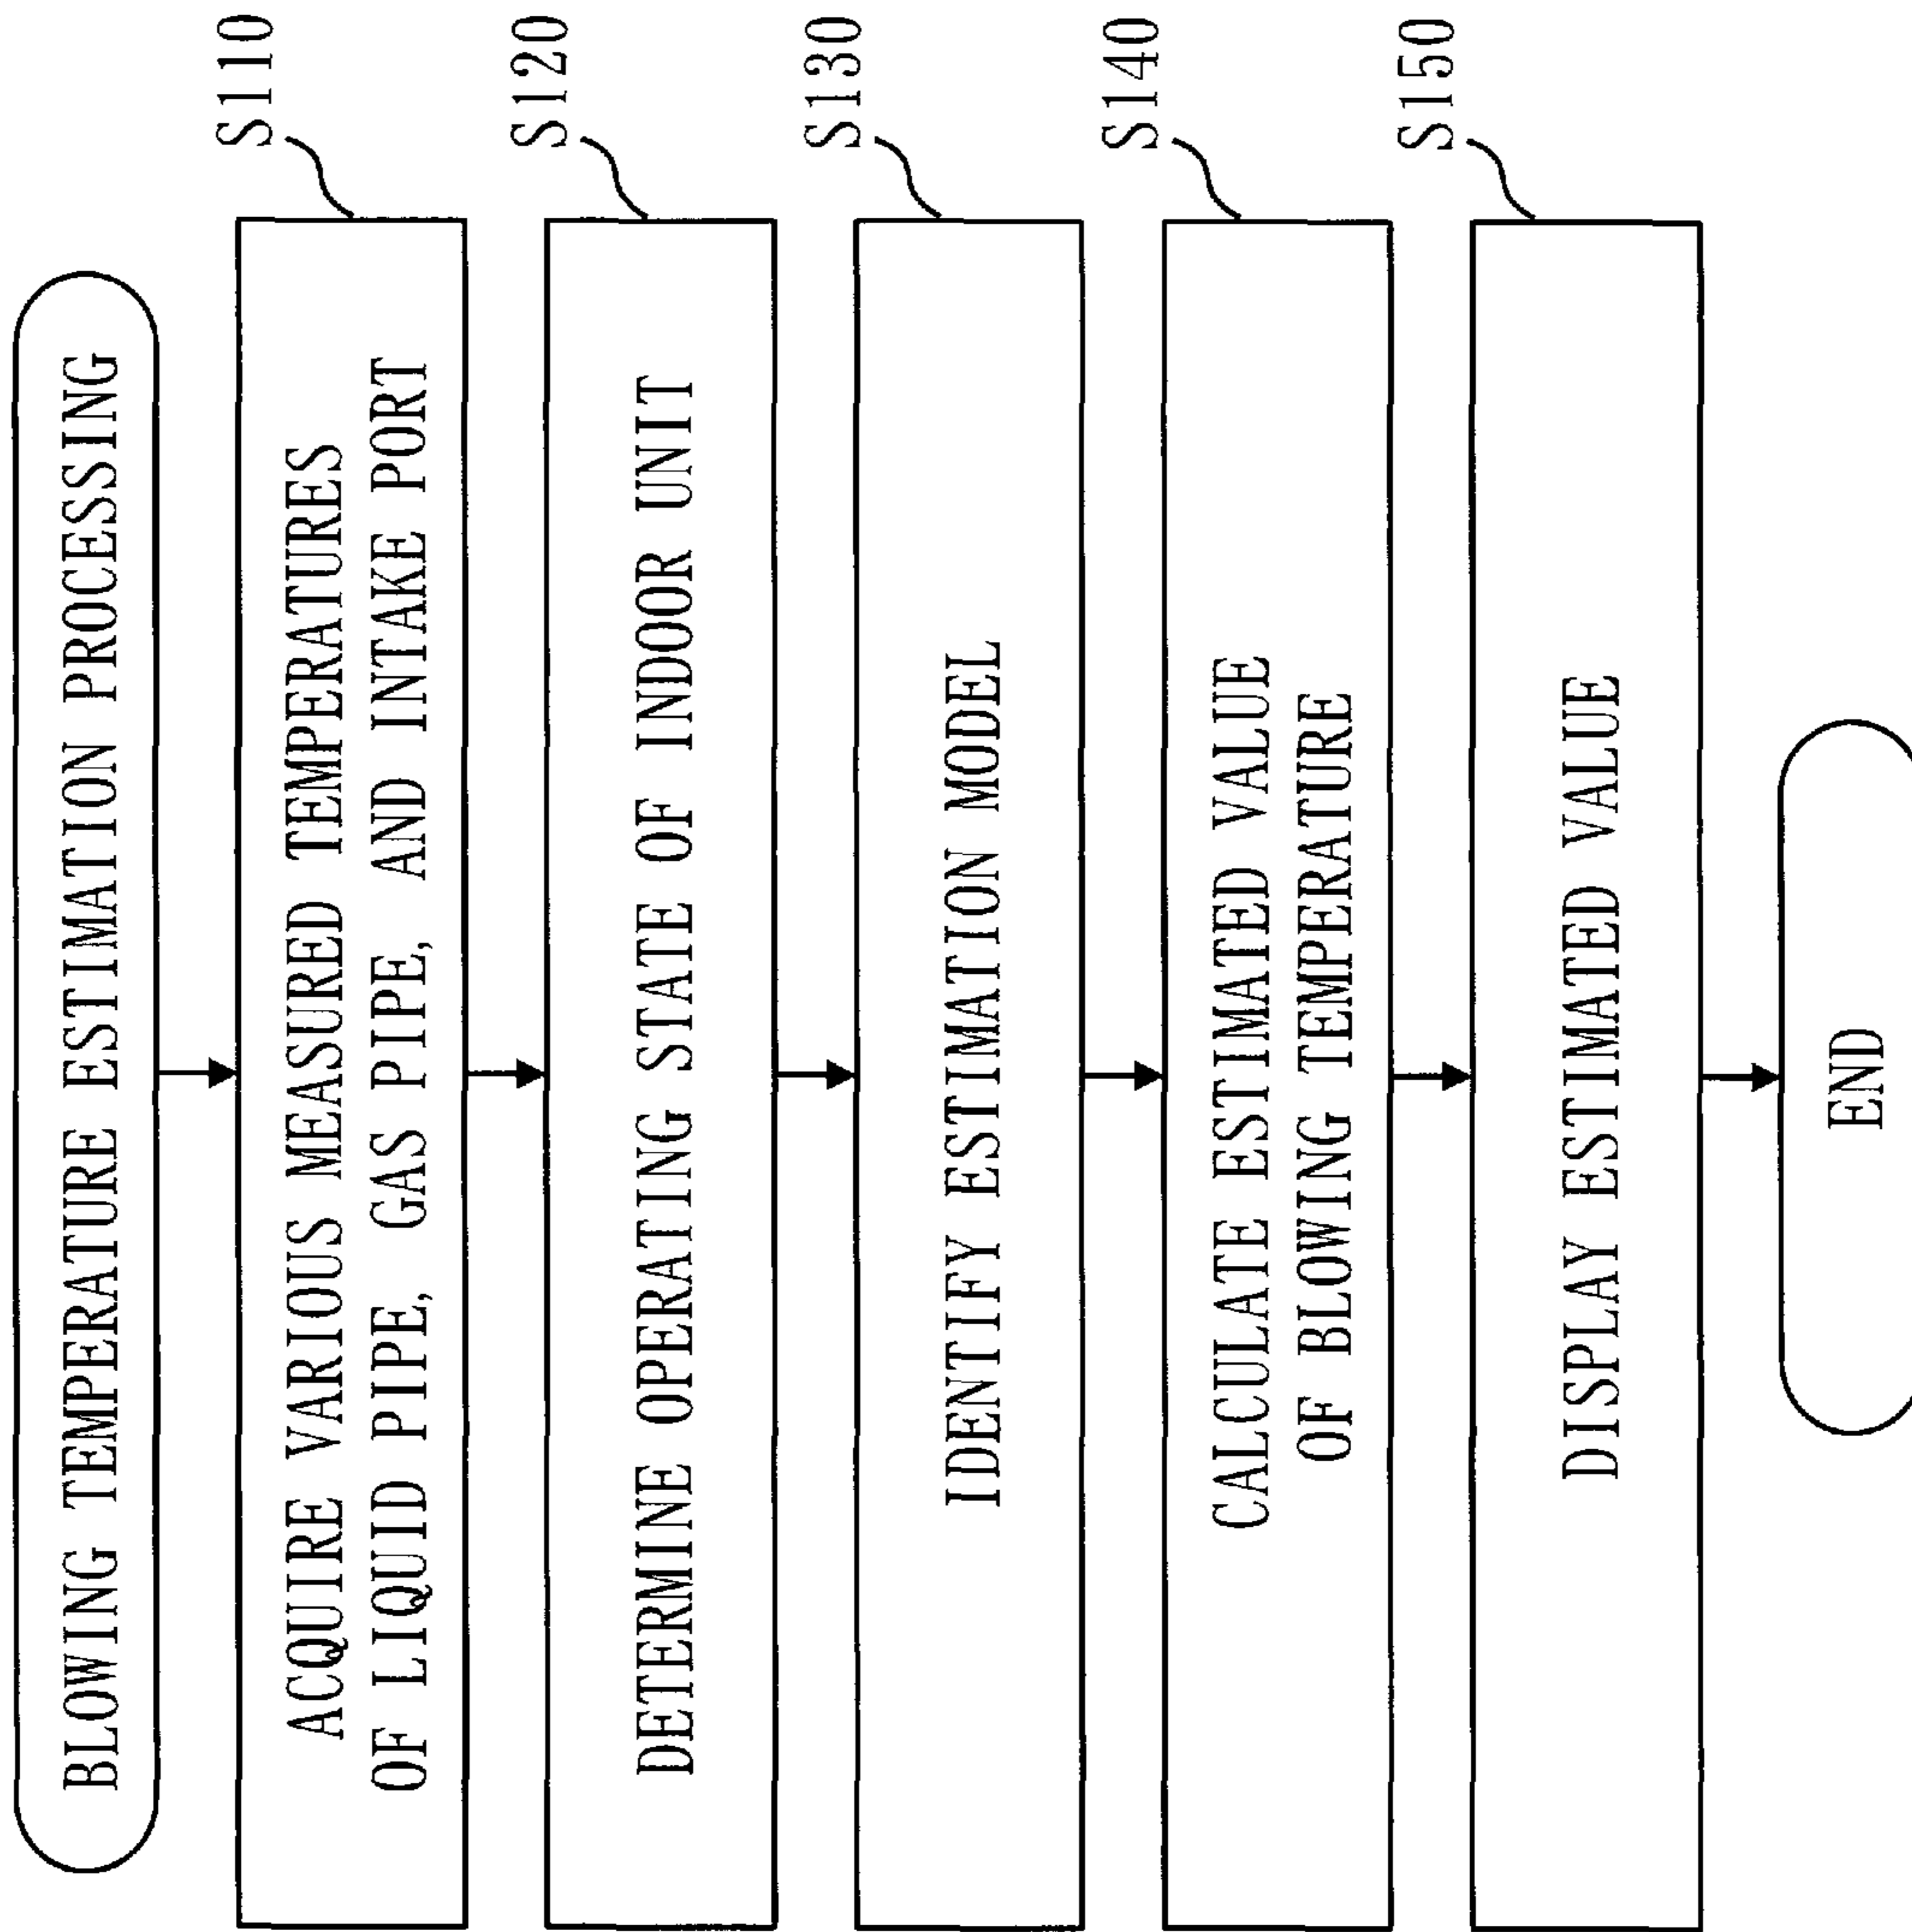 BLOWING TEMPERATURE ESTIMATION PROCESSING
S110
ACQUIRE VARIOUS MEASURED TEMPERATURES
OF LIQUID PIPE, GAS PIPE, AND INTAKE PORT
S120
DETERMINE OPERATING STATE OF INDOOR UNIT
S130
IDENTIFY ESTIMATION MODEL
S140
CALCULATE ESTIMATED VALUE
OF BLOWING TEMPERATURE
S150
DISPLAY ESTIMATED VALUE
END